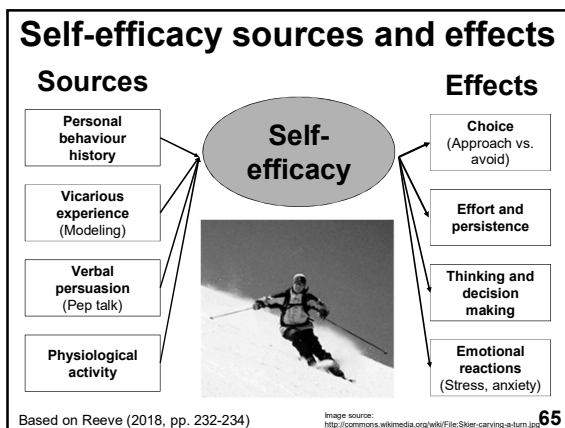 Self-efficacy sources and effects
Sources
Effects
Personal
behaviour
history
Vicarious
experience
(Modeling)
Verbal
persuasion
(Pep talk)
Physiological
activity
Self-
efficacy
Choice
(Approach vs.
avoid)
Effort and
persistence
Thinking and
decision
making
Emotional
reactions
(Stress, anxiety)
Based on Reeve (2018, pp. 232-234)
Image source:
http://commons.wikimedia.org/wiki/File:Skier-carving-a-turn.jpg
65